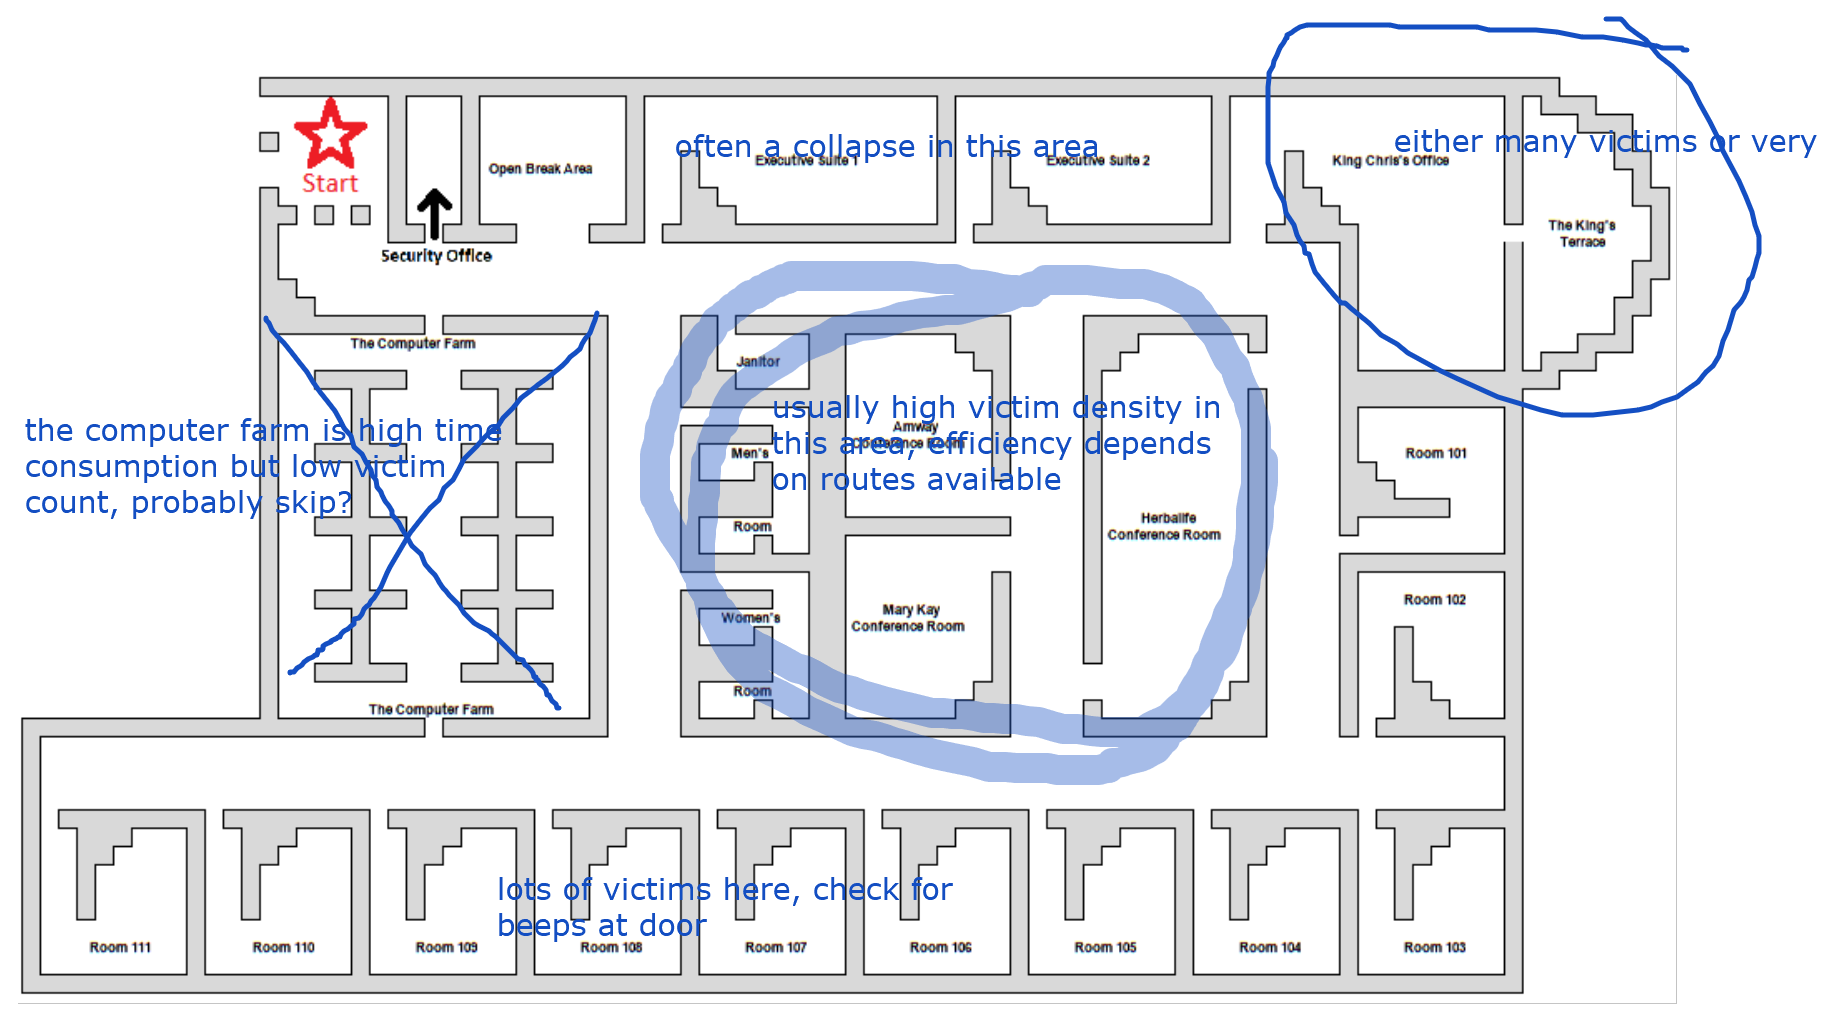 Start
Open Break Area
Security Office
often a collapse in this area
Executive Suite 1
Executive Suite 2
either many victims or very
King Chris's Office
The King's
Terrace
The Computer Farm
the computer farm is high time
consumption but low victim
count, probably skip?
The Computer Farm
Janitor
usually high victim density in
this area, efficiency depends
on routes available
Amway
Conference Room
Men's
Room
Women's
Room
Mary Kay
Conference Room
Herbalife
Conference Room
Room 101
Room 102
lots of victims here, check for
beeps at door
Room 111
Room 110
Room 109
Room 108
Room 107
Room 106
Room 105
Room 104
Room 103